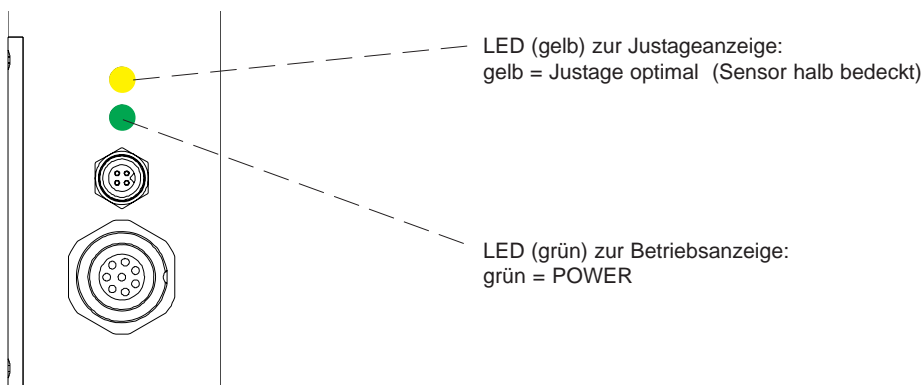 LED (gelb) zur Justageanzeige:
gelb = Justage optimal (Sensor halb bedeckt)
LED (grün) zur Betriebsanzeige:
grün = POWER